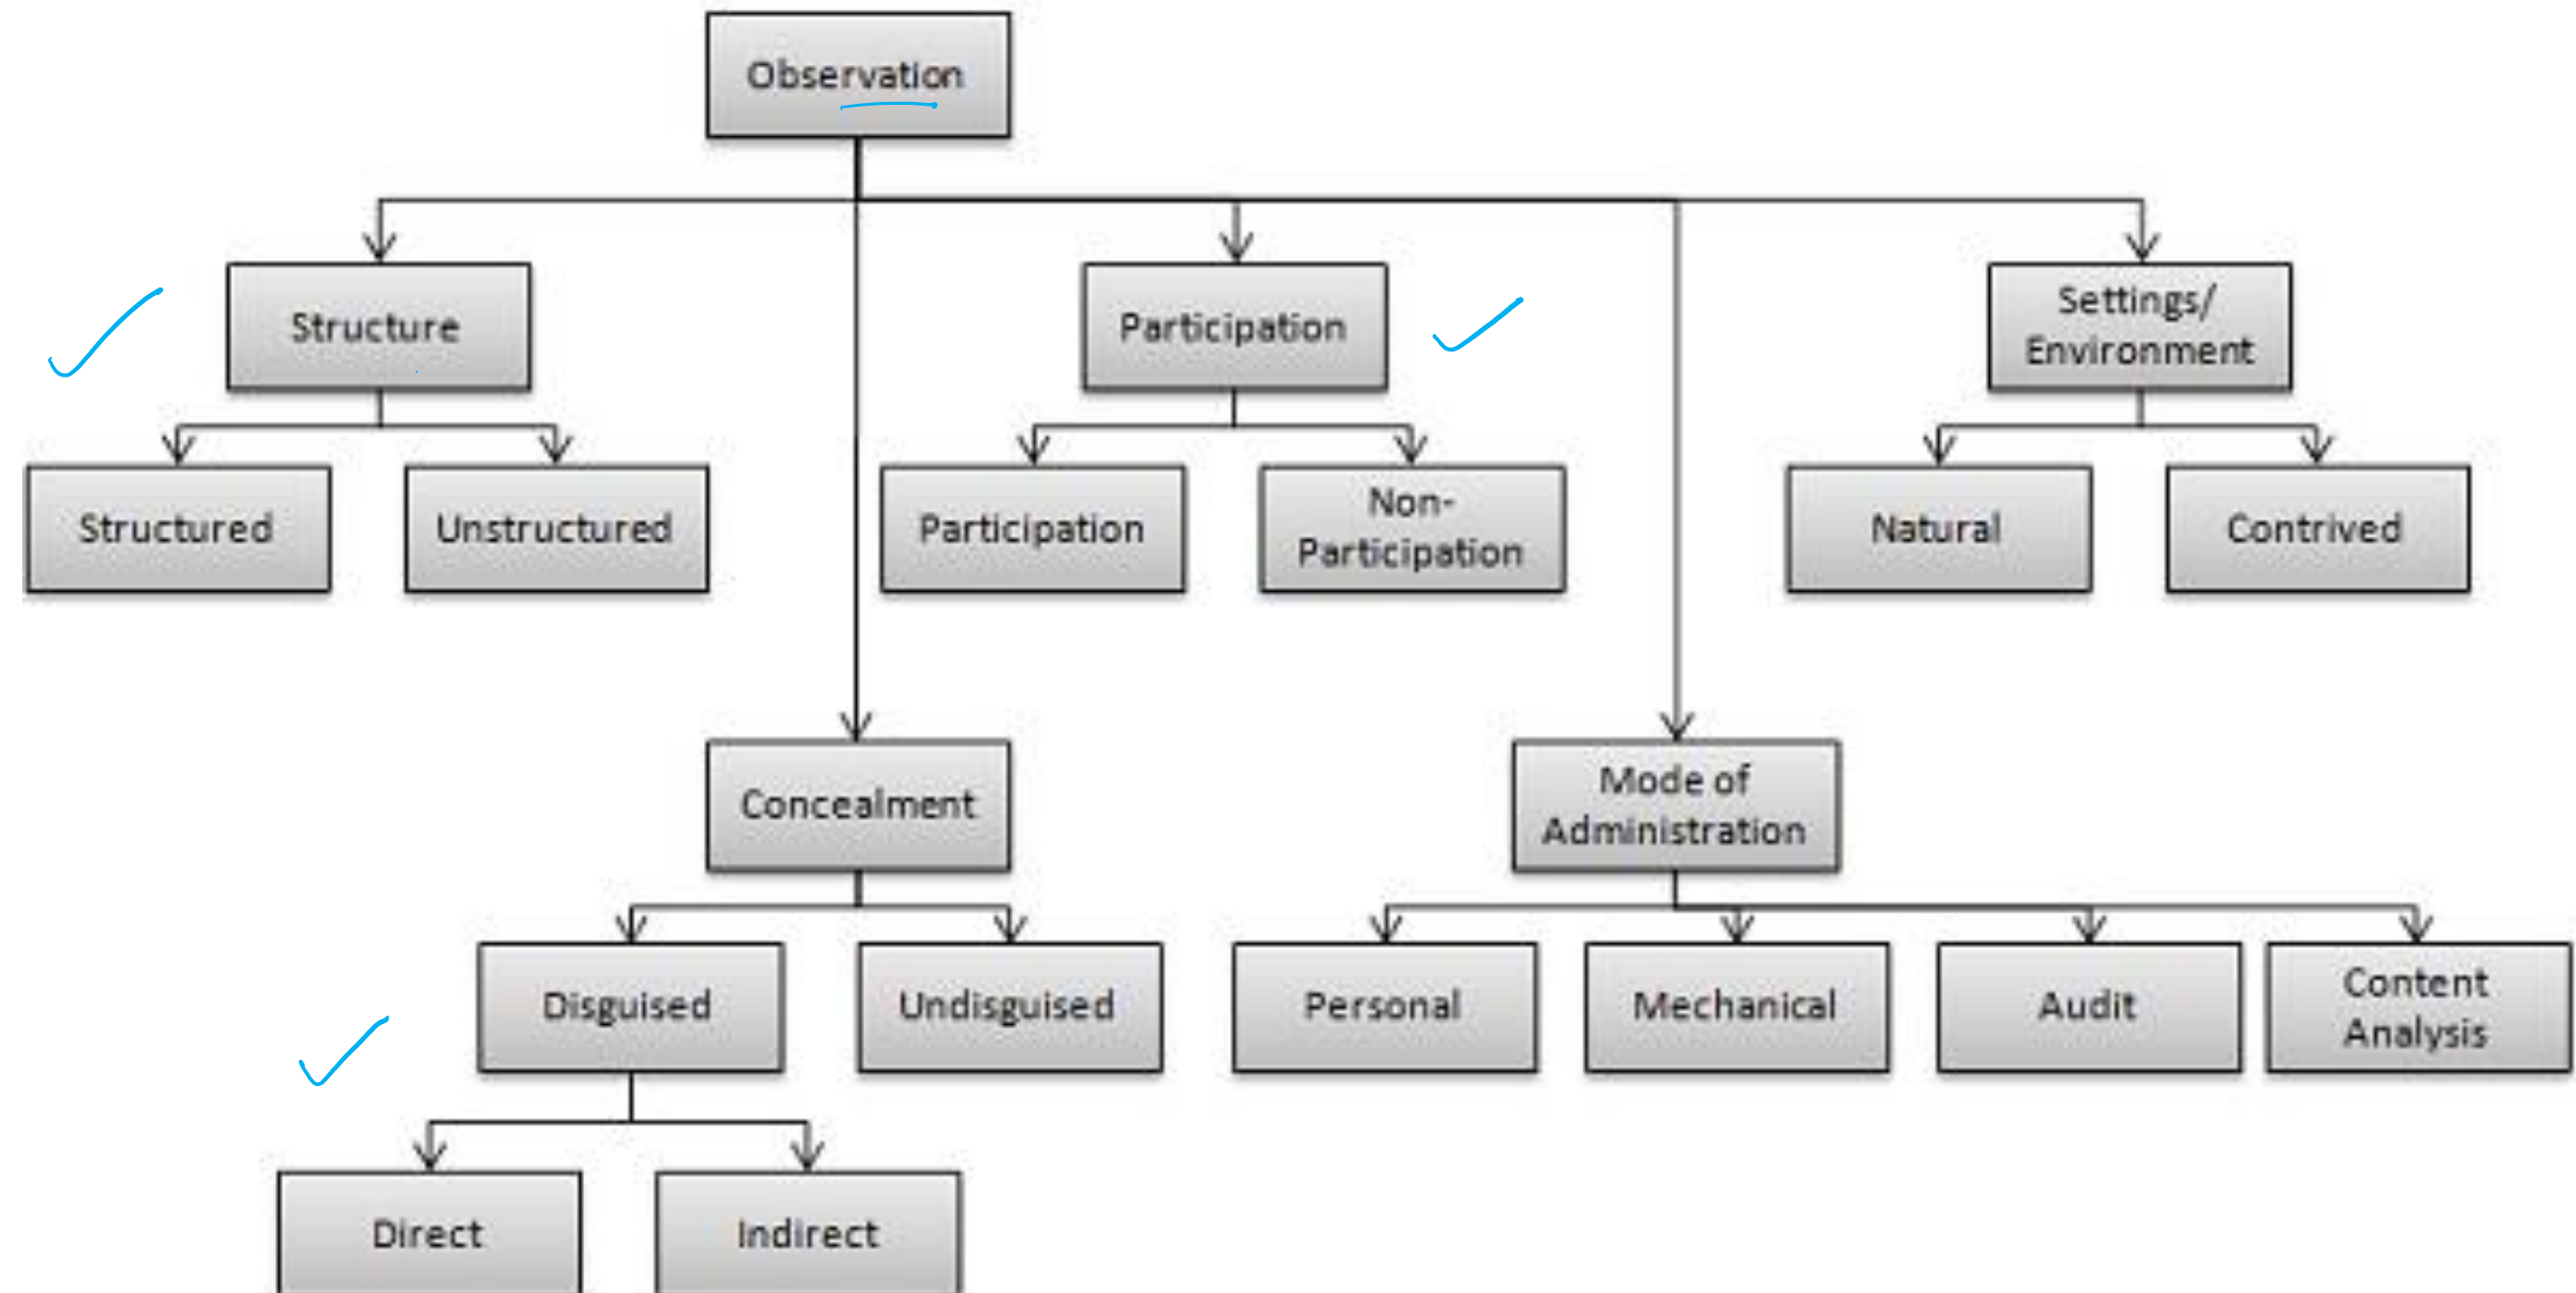 Observation
Structure
Participation
Settings/
Environment
Structured
Unstructured
Participation
Non-
Participation
Natural
Contrived
Concealment
Mode of
Administration
Disguised
Undisguised
Personal
Mechanical
Audit
Content
Analysis
Direct
Indirect